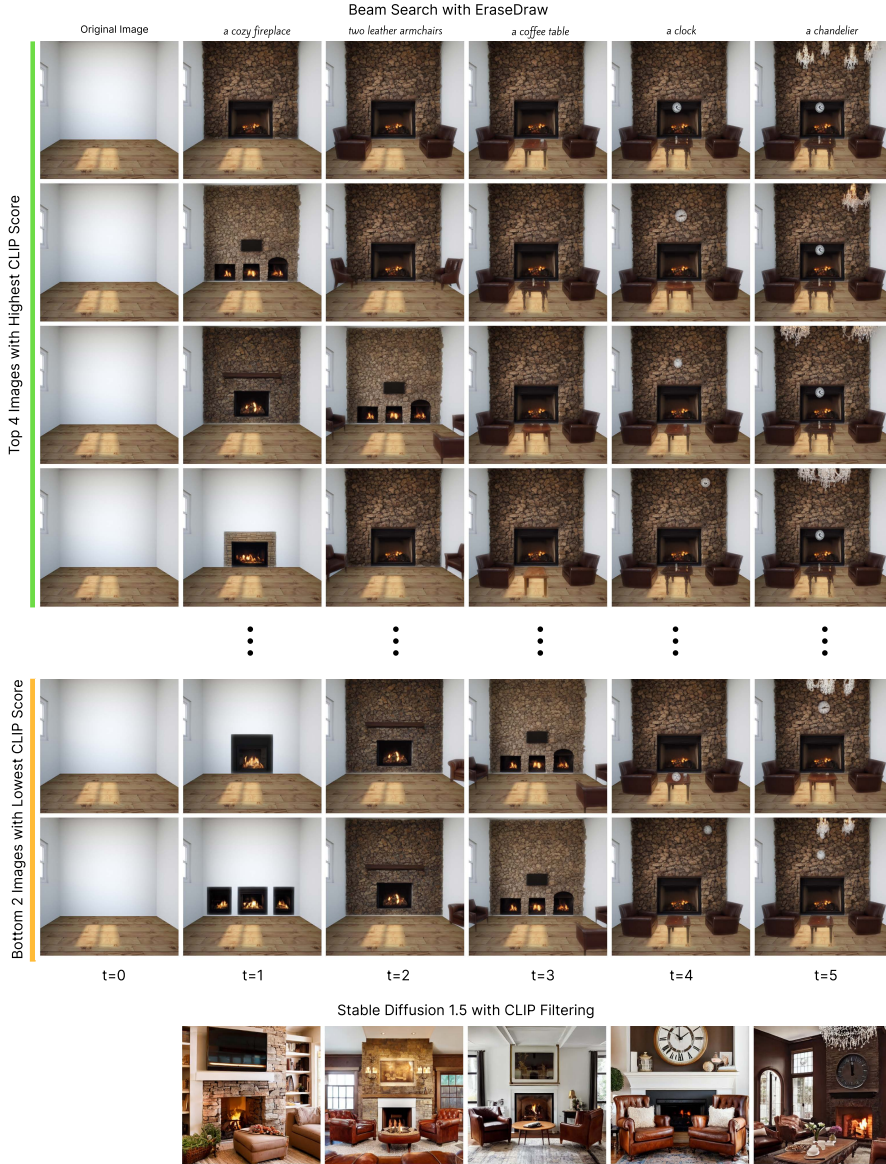 Beam Search with EraseDraw
Original Image
a cozy fireplace
two leather armchairs
a coffee table
a clock
a chandelier
Top 4 Images with Highest CLIP Score
Bottom 2 Images with Lowest CLIP Score
t=0
t=1
t=2
t=3
t=4
t=5
Stable Diffusion 1.5 with CLIP Filtering